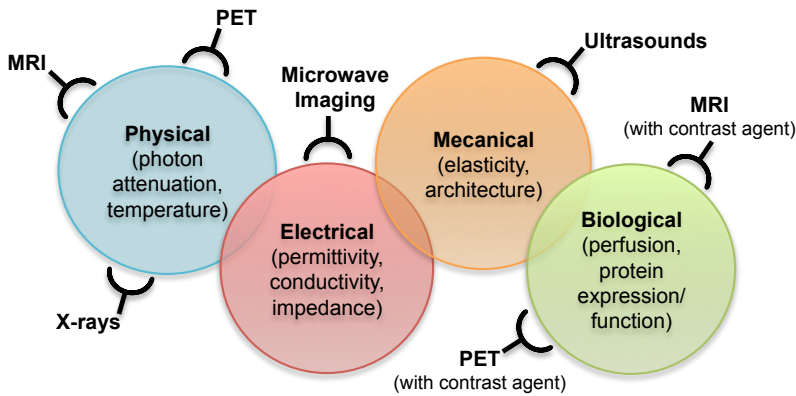 PET
MRI
Ultrasounds
Microwave
Imaging
MRI
(with contrast agent)
Physical
(photon
attenuation,
temperature)
Mecanical
(elasticity,
architecture)
Electrical
(permittivity,
conductivity,
impedance)
Biological
(perfusion,
protein
expression/
function)
X-rays
PET
(with contrast agent)